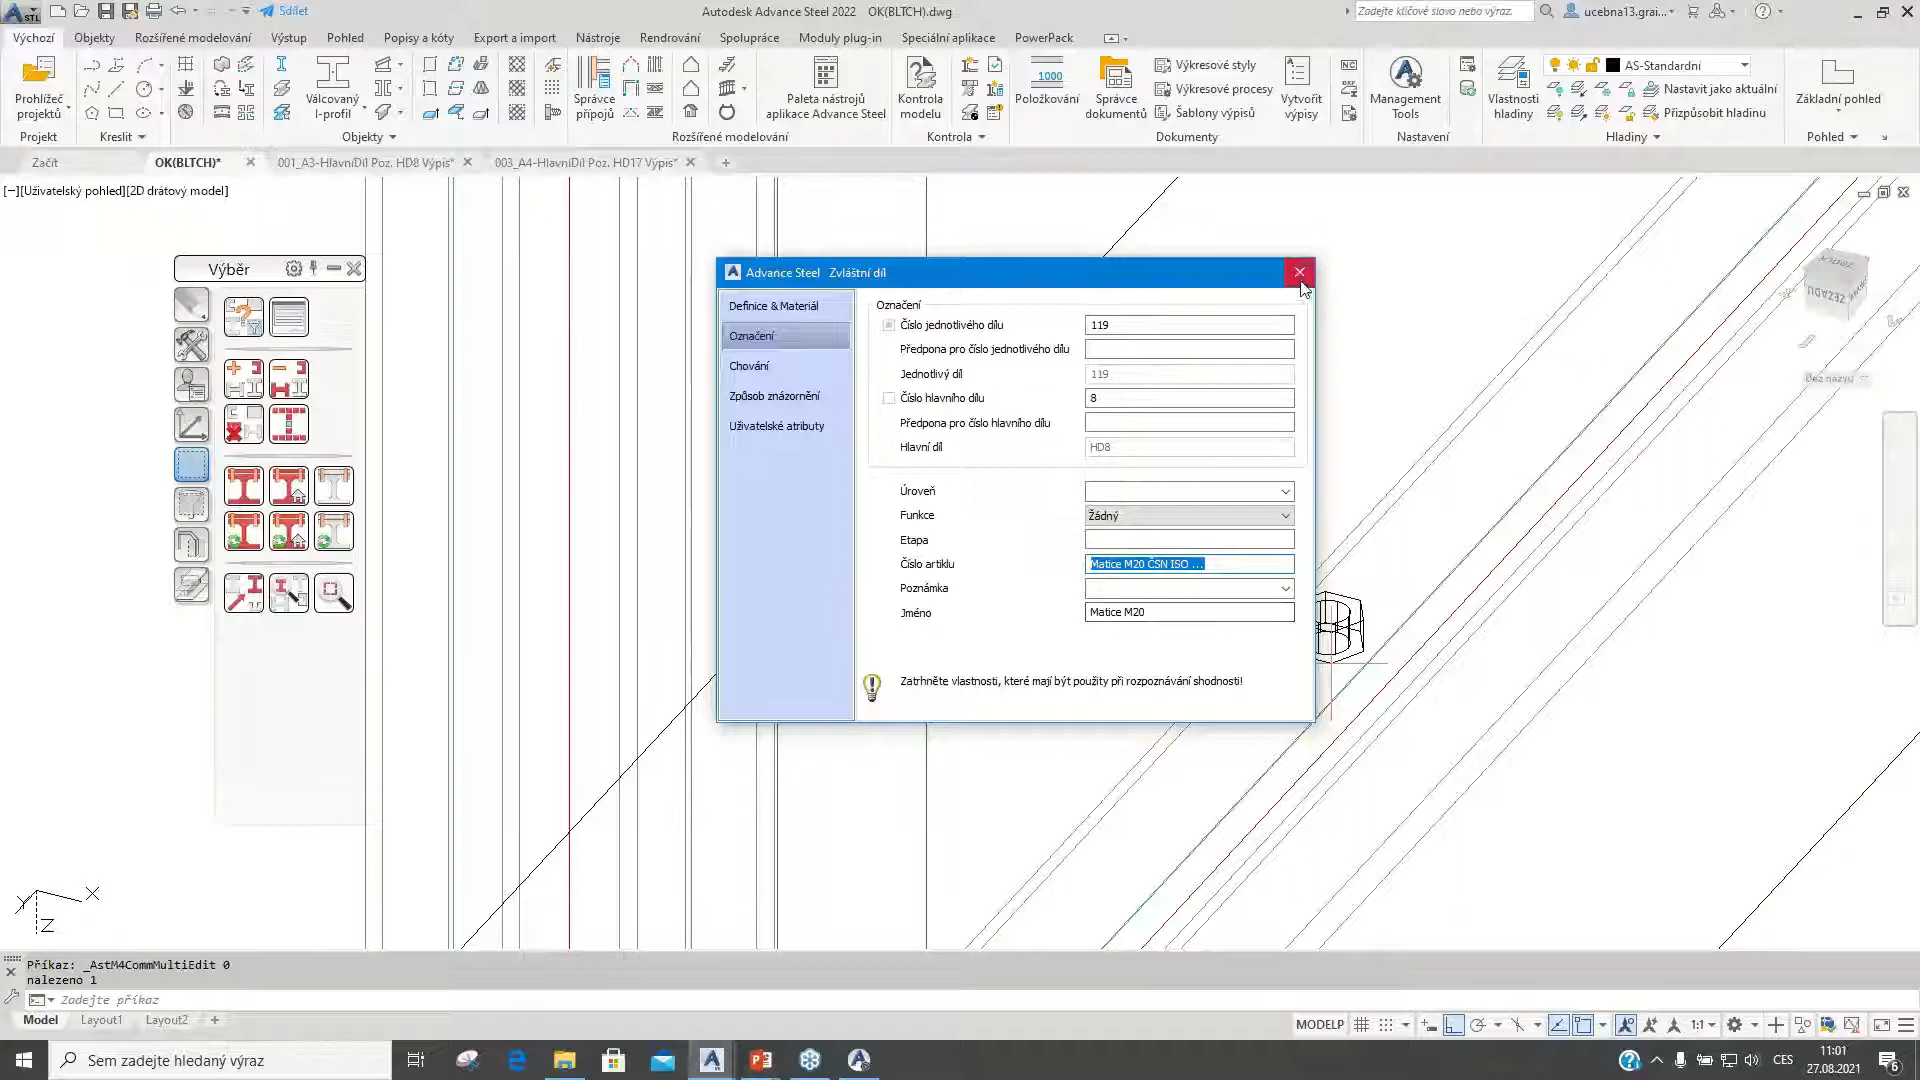 STL
Sdílet
Autodesk Advance Steel 2022 OK(BLTCH).dwg
Zadejte klíčové slovo nebo výraz.
ucebna13.grai...
Výchozí
Objekty
Rozšířené modelování
Výstup
Pohled
Popisy a kóty
Export a import
Nástroje
Rendrování
Spolupráce
Moduly plug-in
Speciální aplikace
PowerPack
Prohlížeč
projektů
Válcovaný
I-profil
Správce
přípojů
Paleta nástrojů
aplikace Advance Steel
Kontrola
modelu
1000
Položkování
Správce
dokumentů
Výkresové styly
Výkresové procesy
Šablony výpisů
Vytvořit
výpisy
NC
DXF
Management
Tools
Vlastnosti
hladiny
AS-Standardní
Nastavit jako aktuální
Přizpůsobit hladinu
Základní pohled
Projekt
Kreslit
Objekty
Rozšířené modelování
Kontrola
Dokumenty
Nastavení
Hladiny
Pohled
Začít
OK(BLTCH)*
001_A3-HlavníDíl Poz. HD8 Výpis*
003_A4-HlavníDíl Poz. HD17 Výpis*
[−][Uživatelský pohled][2D drátový model]
Výběr
Advance Steel Zvláštní díl
Definice & Materiál
Označení
Chování
Způsob znázornění
Uživatelské atributy
Označení
Číslo jednotlivého dílu 119
Předpona pro číslo jednotlivého dílu
Jednotlivý díl 119
Číslo hlavního dílu 8
Předpona pro číslo hlavního dílu
Hlavní díl HD8
Úroveň
Funkce Žádný
Etapa
Číslo artiklu Matice M20 ČSN ISO ...
Poznámka
Jméno Matice M20
Zatrhněte vlastnosti, které mají být použity při rozpoznávání shodnosti!
ZEZADU
Bez názvu
X
Y
Z
Příkaz: _AstM4CommMultiEdit 0
nalezeno 1
Zadejte příkaz
Model
Layout1
Layout2
MODELP
1:1
Sem zadejte hledaný výraz
CES
11:01
27.08.2021
6